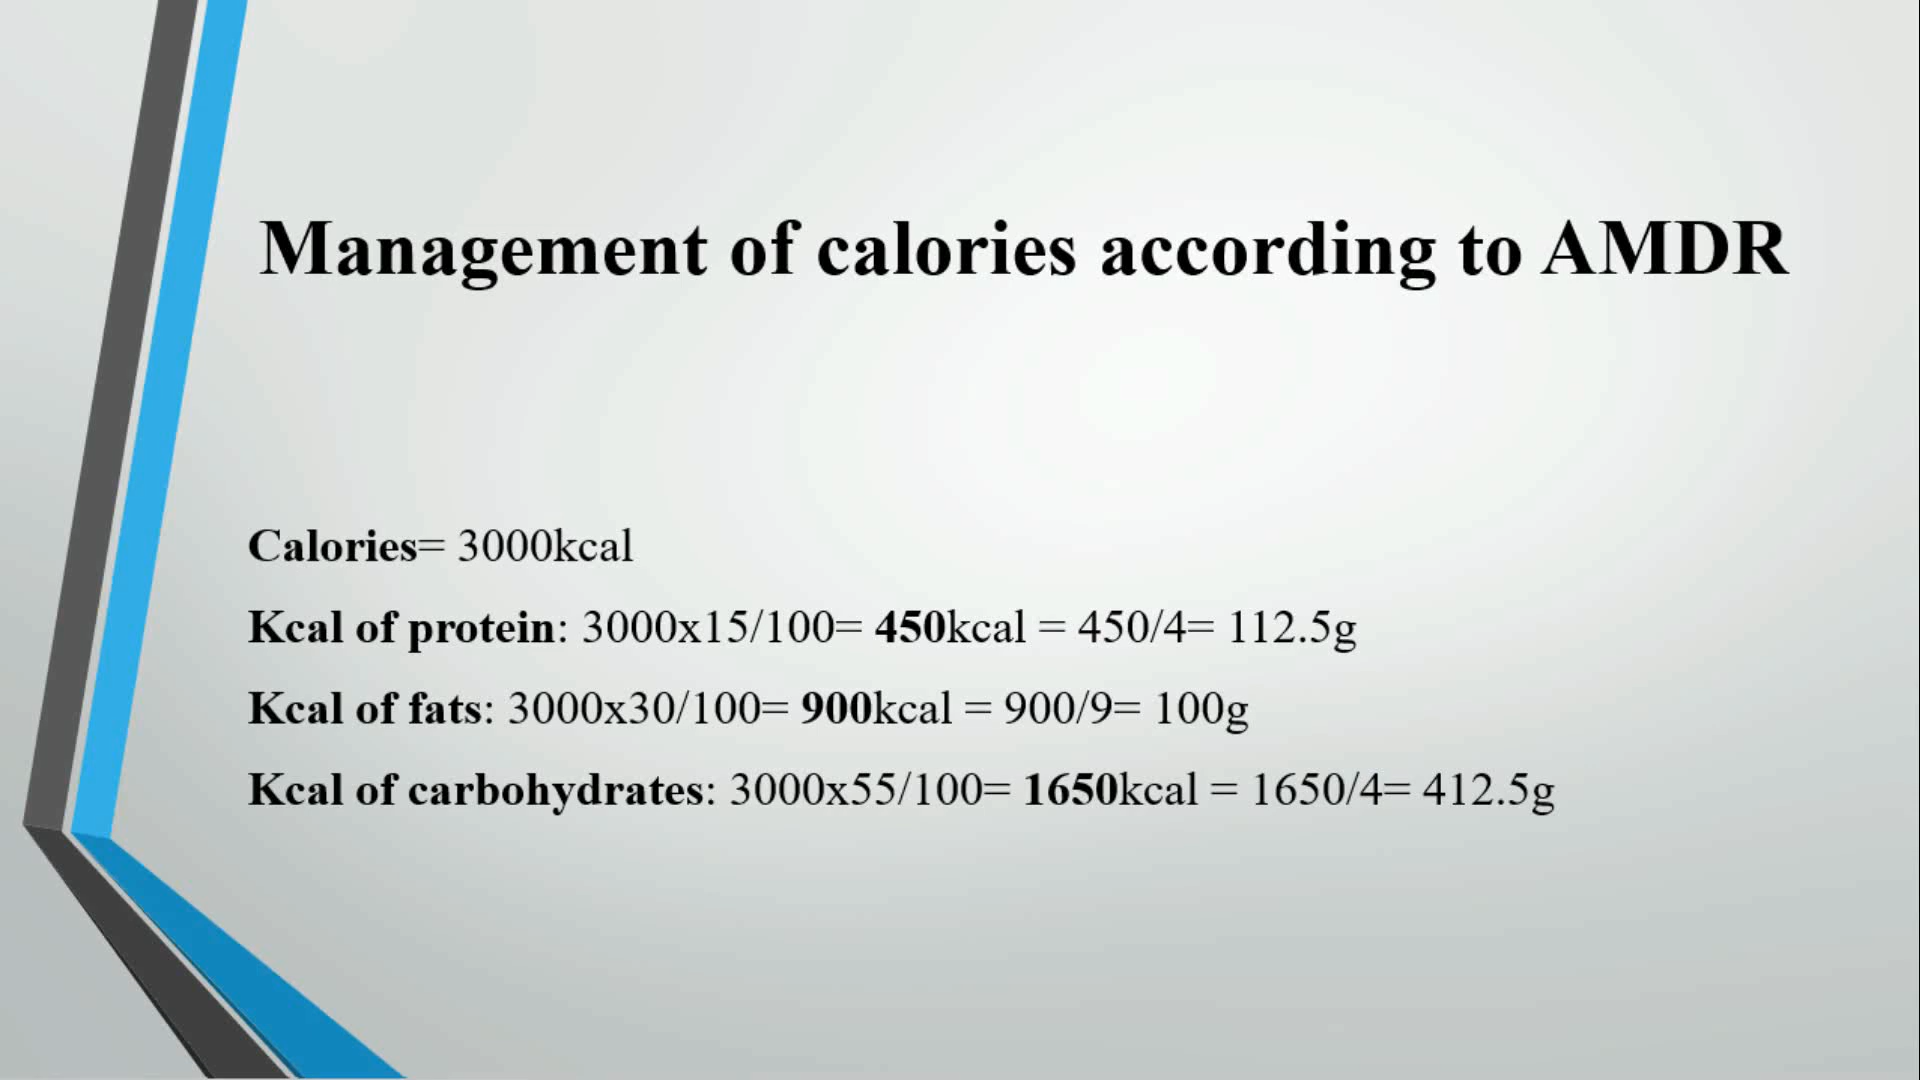 Management of calories according to AMDR
Calories= 3000kcal
Kcal of protein: 3000x15/100= 450kcal = 450/4= 112.5g
Kcal of fats: 3000x30/100= 900kcal = 900/9= 100g
Kcal of carbohydrates: 3000x55/100= 1650kcal = 1650/4= 412.5g